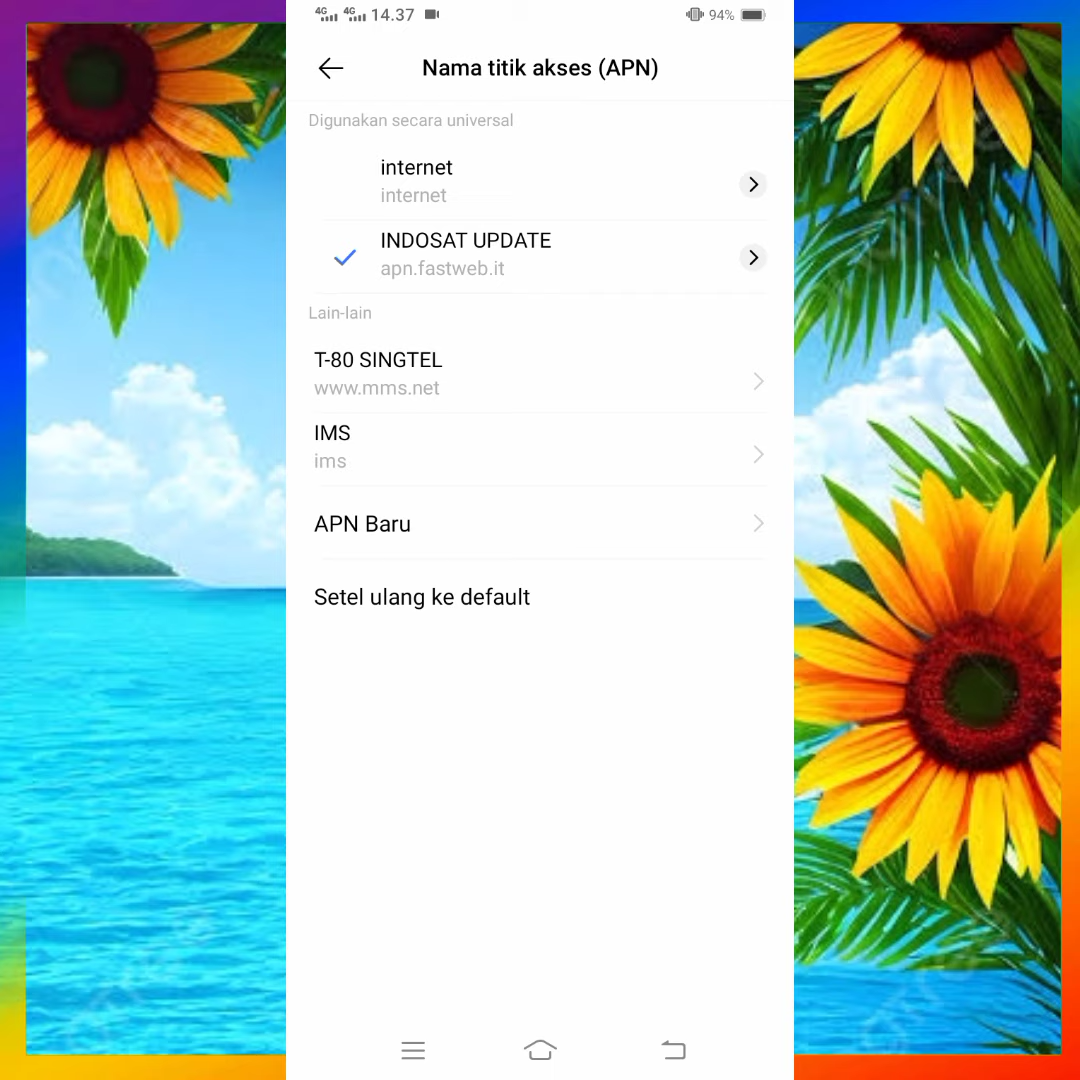 4G 4G 14.37 94%
Nama titik akses (APN)
Digunakan secara universal
internet
internet
INDOSAT UPDATE
apn.fastweb.it
Lain-lain
T-80 SINGTEL
www.mms.net
IMS
ims
APN Baru
Setel ulang ke default